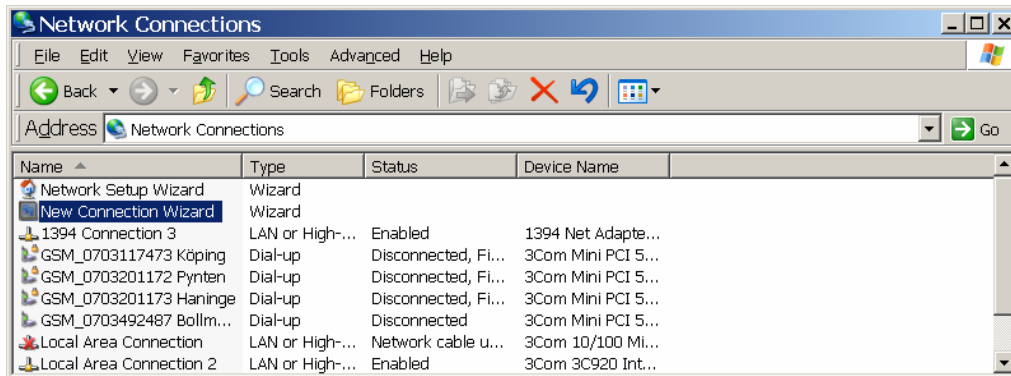 Network Connections
File Edit View Favorites Tools Advanced Help
Back Search Folders
Address Network Connections Go
Name Type Status Device Name
Network Setup Wizard Wizard
New Connection Wizard Wizard
1394 Connection 3 LAN or High-... Enabled 1394 Net Adapte...
GSM_0703117473 Köping Dial-up Disconnected, Fi... 3Com Mini PCI 5...
GSM_0703201172 Pynten Dial-up Disconnected, Fi... 3Com Mini PCI 5...
GSM_0703201173 Haninge Dial-up Disconnected, Fi... 3Com Mini PCI 5...
GSM_0703492487 Bollm... Dial-up Disconnected 3Com Mini PCI 5...
Local Area Connection LAN or High-... Network cable u... 3Com 10/100 Mi...
Local Area Connection 2 LAN or High-... Enabled 3Com 3C920 Int...